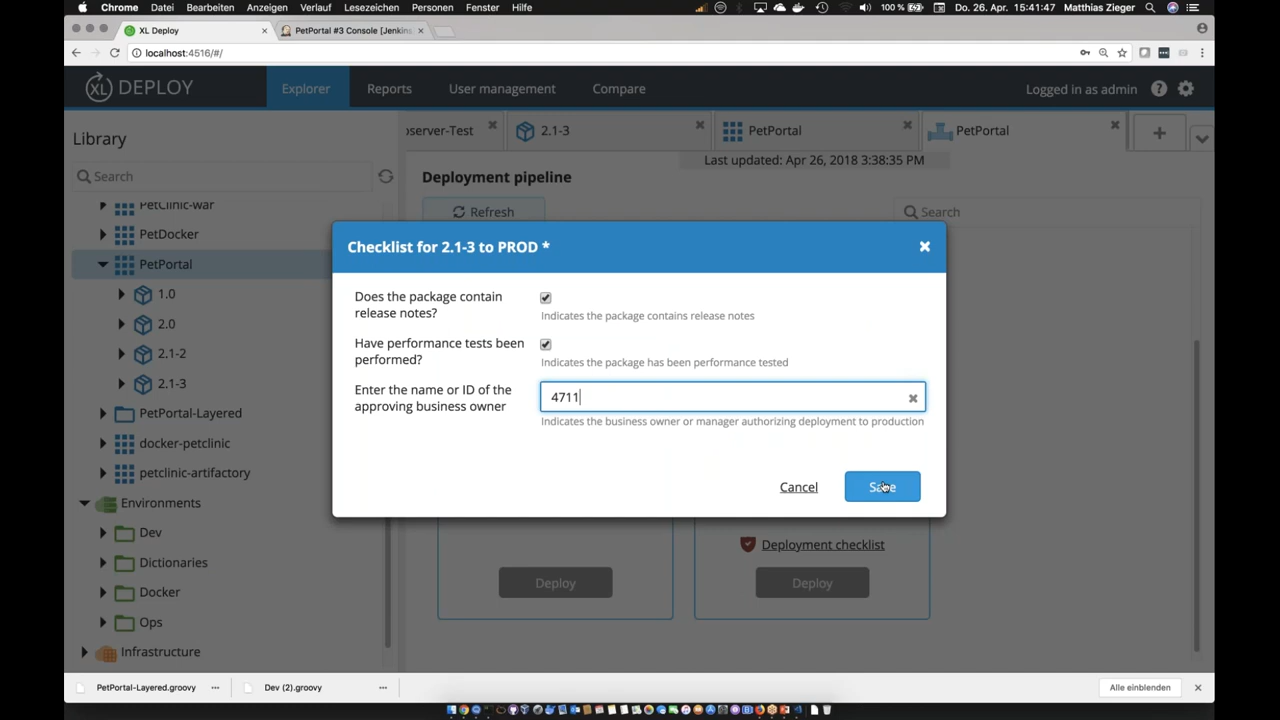 Chrome Datei Bearbeiten Anzeigen Verlauf Lesezeichen Personen Fenster Hilfe 100 % Do. 26. Apr. 15:41:47 Matthias Zieger
XL Deploy PetPortal #3 Console [Jenkins
localhost:4516/#/
XL DEPLOY Explorer Reports User management Compare Logged in as admin
server-Test 2.1-3 PetPortal PetPortal
Library
Last updated: Apr 26, 2018 3:38:35 PM
Deployment pipeline
Search
Refresh Search
PetClinic-war
PetDocker
PetPortal
1.0
2.0
2.1-2
2.1-3
PetPortal-Layered
docker-petclinic
petclinic-artifactory
Environments
Dev
Dictionaries
Docker
Ops
Infrastructure
Checklist for 2.1-3 to PROD *
Does the package contain
release notes?
Indicates the package contains release notes
Have performance tests been
performed?
Indicates the package has been performance tested
Enter the name or ID of the
approving business owner
4711
Indicates the business owner or manager authorizing deployment to production
Cancel Save
Deployment checklist
Deploy Deploy
PetPortal-Layered.groovy Dev (2).groovy Alle einblenden